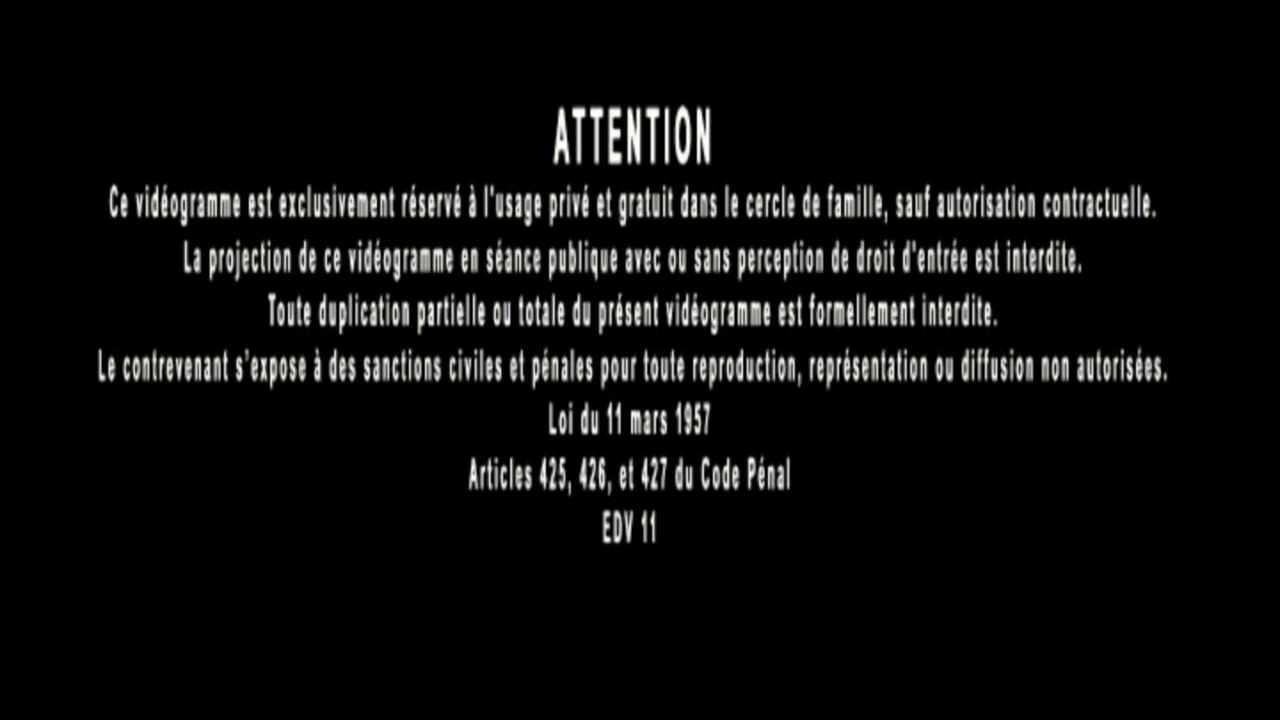 ATTENTION
Ce vidéogramme est exclusivement réservé à l'usage privé et gratuit dans le cercle de famille, sauf autorisation contractuelle.
La projection de ce vidéogramme en séance publique avec ou sans perception de droit d'entrée est interdite.
Toute duplication partielle ou totale du présent vidéogramme est formellement interdite.
Le contrevenant s'expose à des sanctions civiles et pénales pour toute reproduction, représentation ou diffusion non autorisées.
Loi du 11 mars 1957
Articles 425, 426, et 427 du Code Pénal
EDV 11